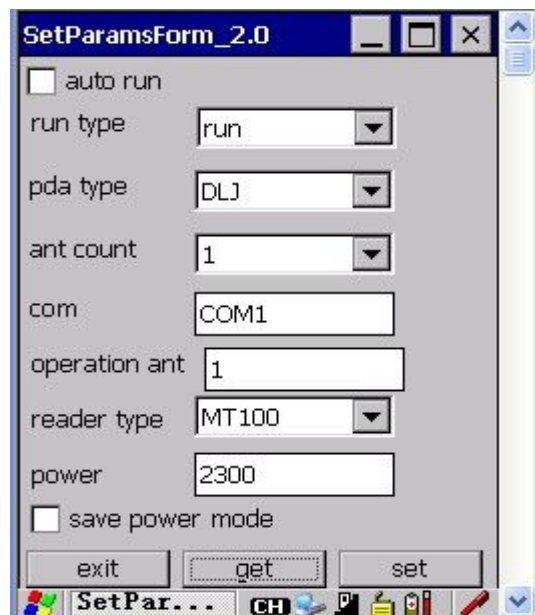 SetParamsForm_2.0
auto run
run type run
pda type DLJ
ant count 1
com COM1
operation ant 1
reader type MT100
power 2300
save power mode
exit get set
SetPar... CH